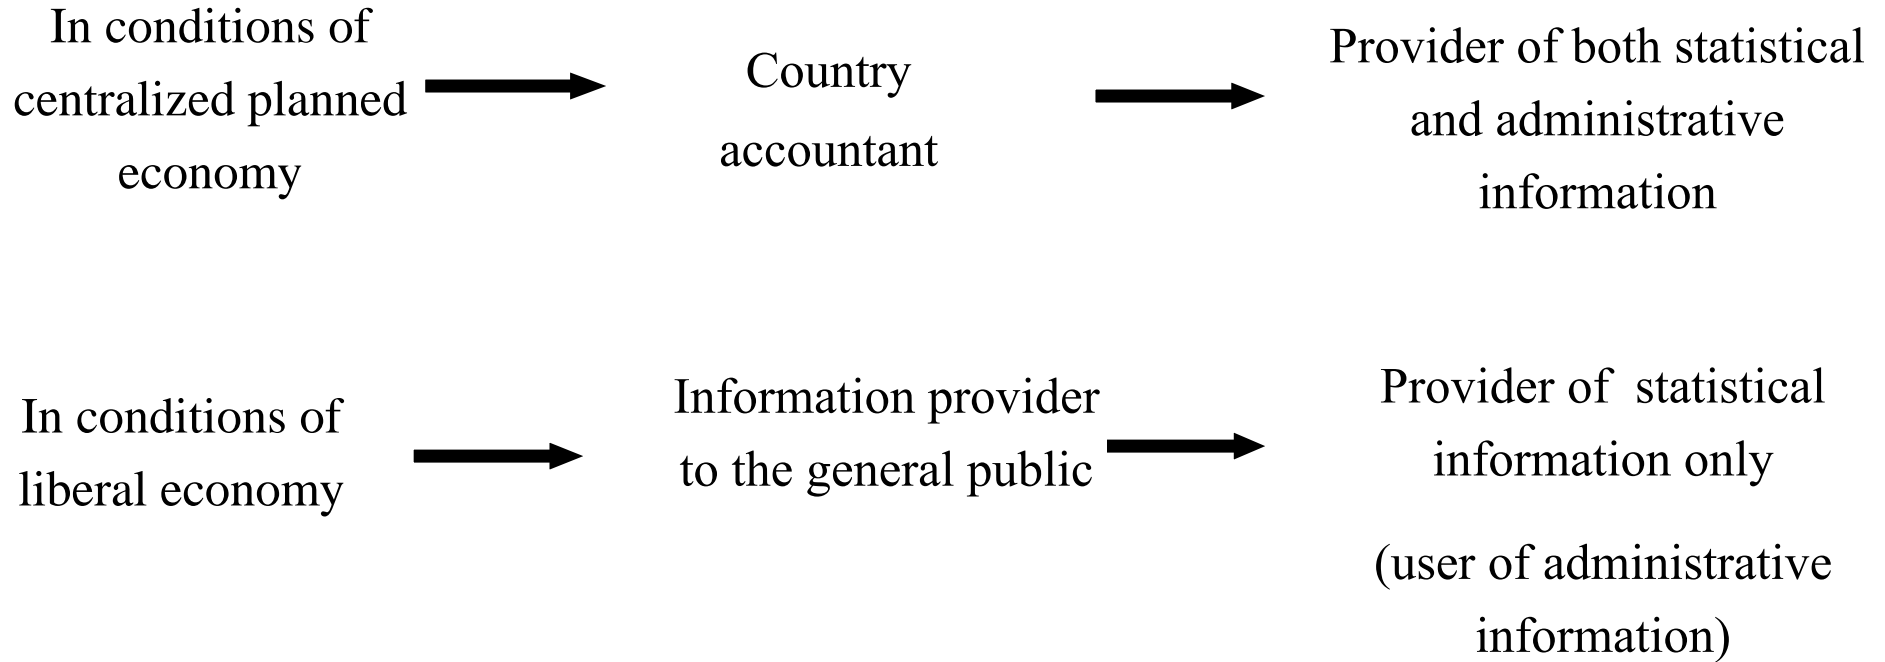 In conditions of
centralized planned
economy
Country
accountant
Provider of both statistical
and administrative
information
In conditions of
liberal economy
Information provider
to the general public
Provider of  statistical
information only
(user of administrative
information)